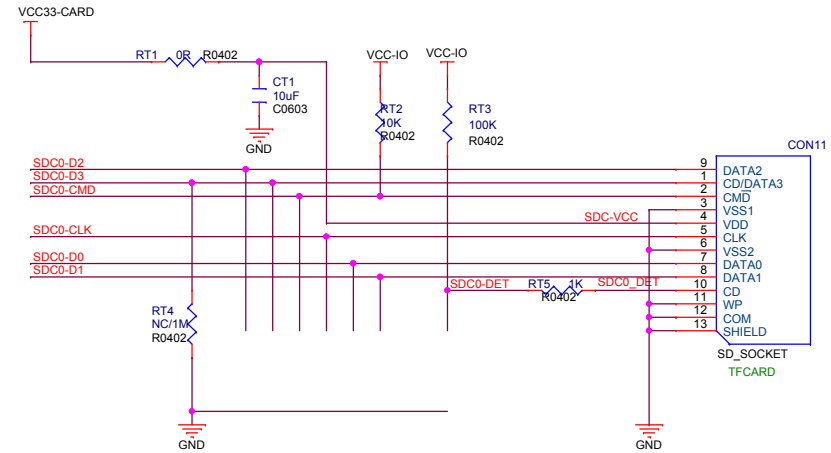 VCC33-CARD
RT1 0R R0402
VCC-IO
VCC-IO
CT1
10uF
C0603
GND
RT2
10K
R0402
RT3
100K
R0402
CON11
SDC0-D2
SDC0-D3
SDC0-CMD
SDC0-CLK
SDC0-D0
SDC0-D1
SDC-VCC
9 DATA2
1 CD/DATA3
2 CMD
3 VSS1
4 VDD
5 CLK
6 VSS2
7 DATA0
8 DATA1
10 CD
11 WP
12 COM
13 SHIELD
SDC0-DET
RT5 1K
R0402
SDC0_DET
RT4
NC/1M
R0402
SD_SOCKET
TFCARD
GND
GND